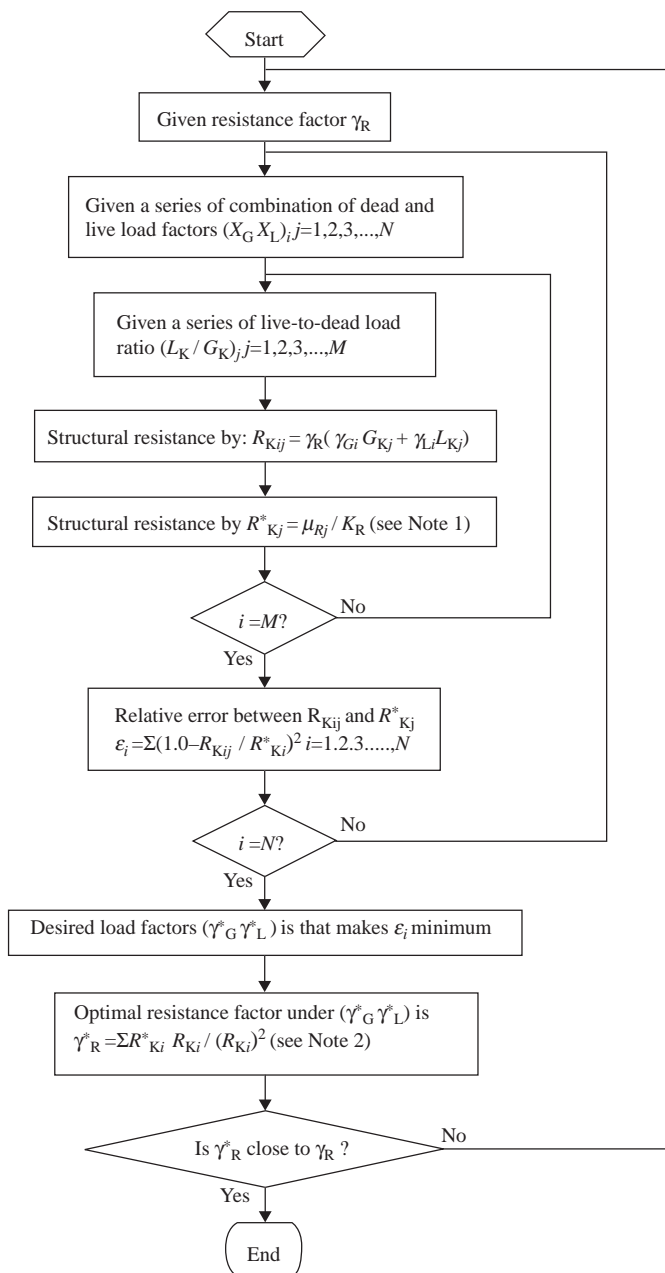 Start
Given resistance factor γR
Given a series of combination of dead and
live load factors (XG XL)i j=1,2,3,...,N
Given a series of live-to-dead load
ratio (LK / GK)j j=1,2,3,...,M
Structural resistance by: RKij = γR( γGi GKj + γLi LKj)
Structural resistance by R*Kj = μRj / KR (see Note 1)
i =M?
No
Yes
Relative error between RKij and R*Kj
εi =Σ(1.0–RKij / R*Ki)² i=1.2.3.....,N
i =N?
No
Yes
Desired load factors (γ*G γ*L ) is that makes εi minimum
Optimal resistance factor under (γ*G γ*L) is
γ*R =ΣR*Ki RKi / (RKi)² (see Note 2)
Is γ*R close to γR ?
No
Yes
End